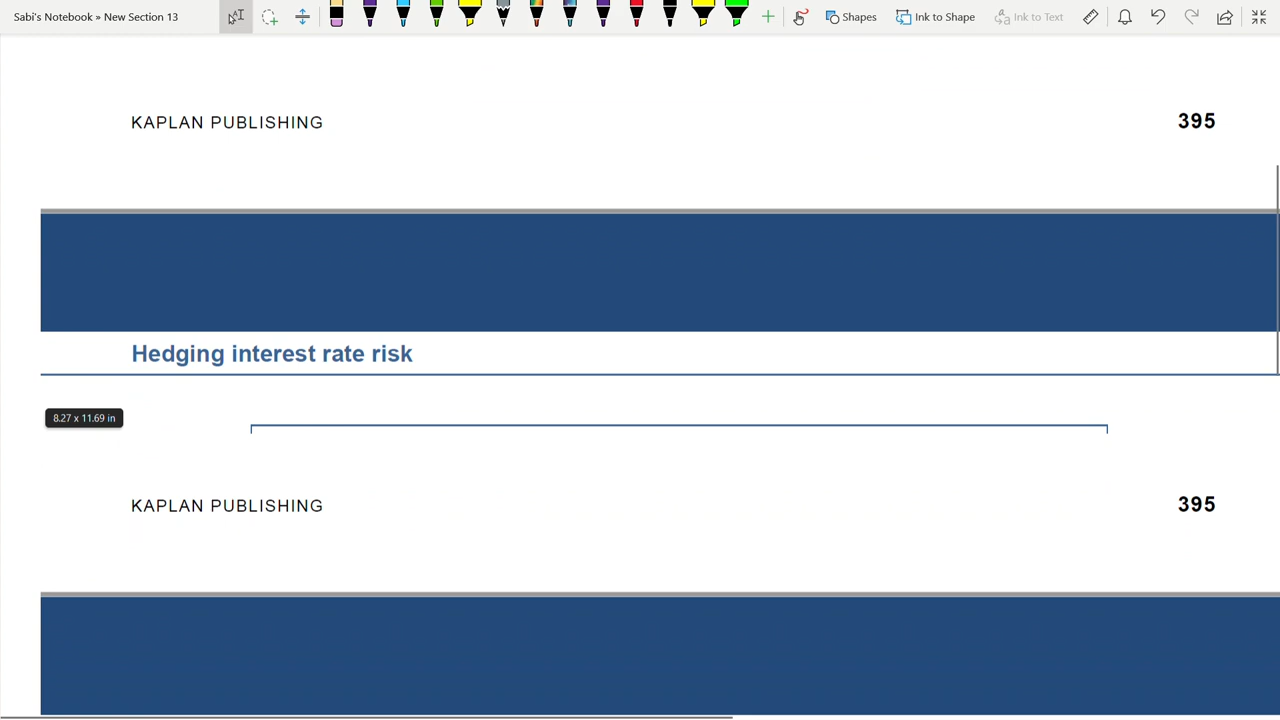 Sabi's Notebook » New Section 13
Shapes
Ink to Shape
Ink to Text
KAPLAN PUBLISHING 395
Hedging interest rate risk
8.27 x 11.69 in
KAPLAN PUBLISHING 395